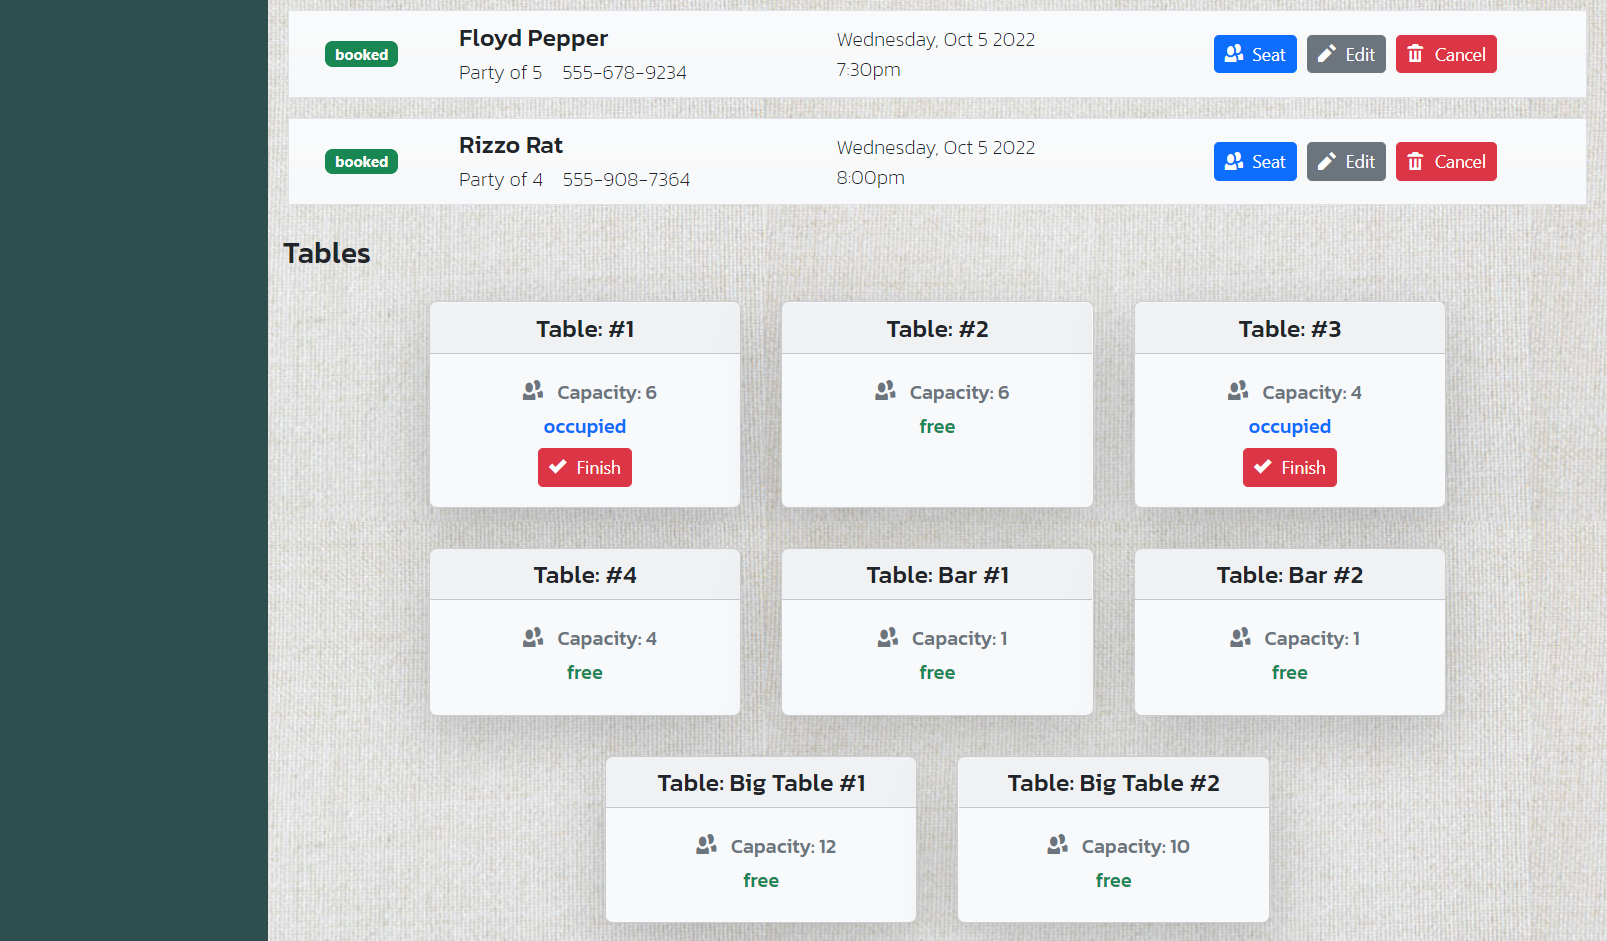 booked
Floyd Pepper
Party of 5 555-678-9234
Wednesday, Oct 5 2022
7:30pm
Seat
Edit
Cancel
booked
Rizzo Rat
Party of 4 555-908-7364
Wednesday, Oct 5 2022
8:00pm
Seat
Edit
Cancel
Tables
Table: #1
Capacity: 6
occupied
Finish
Table: #2
Capacity: 6
free
Table: #3
Capacity: 4
occupied
Finish
Table: #4
Capacity: 4
free
Table: Bar #1
Capacity: 1
free
Table: Bar #2
Capacity: 1
free
Table: Big Table #1
Capacity: 12
free
Table: Big Table #2
Capacity: 10
free